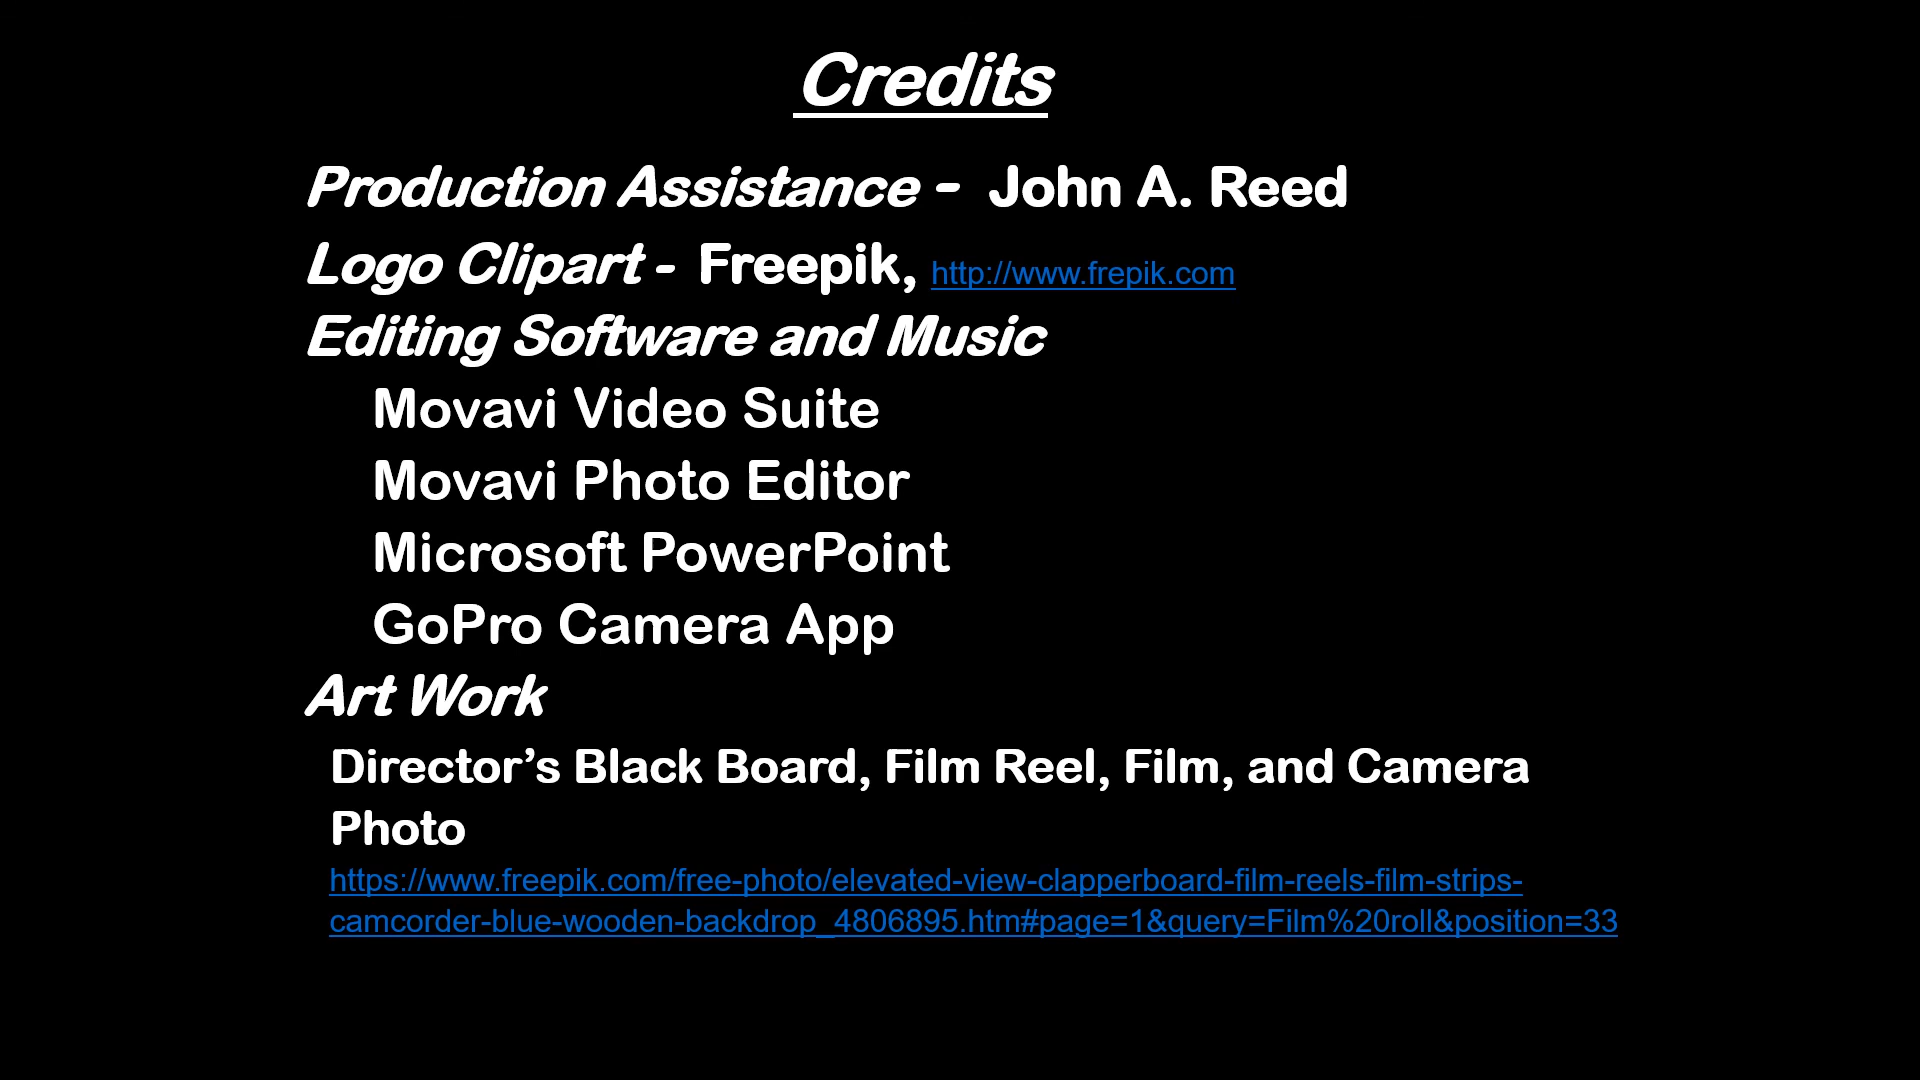 Credits
Production Assistance - John A. Reed
Logo Clipart - Freepik, http://www.frepik.com
Editing Software and Music
Movavi Video Suite
Movavi Photo Editor
Microsoft PowerPoint
GoPro Camera App
Art Work
Director’s Black Board, Film Reel, Film, and Camera
Photo
https://www.freepik.com/free-photo/elevated-view-clapperboard-film-reels-film-strips-
camcorder-blue-wooden-backdrop_4806895.htm#page=1&query=Film%20roll&position=33